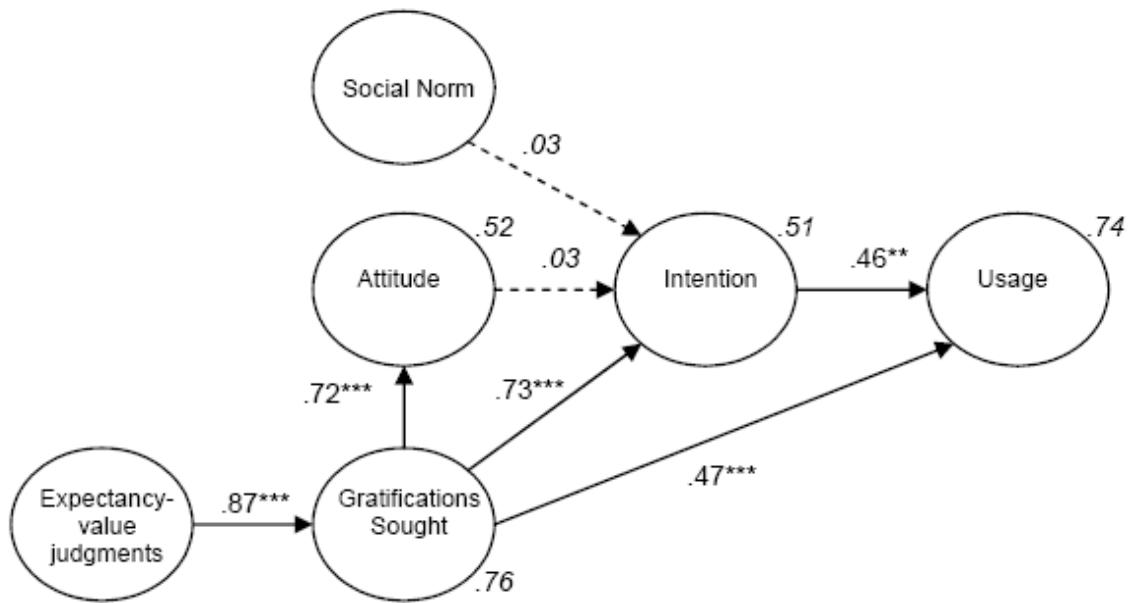 Social Norm
.03
.52
.51
.74
Attitude
.03
Intention
.46**
Usage
.72***
.73***
.47***
Expectancy-
value
judgments
.87***
Gratifications
Sought
.76